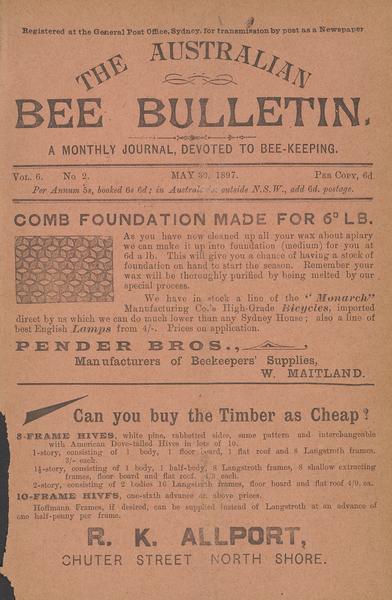 Registered at the General Post Office, Sydney, for transmission by post as a Newspaper
THE AUSTRALIAN
BEE BULLETIN.
A MONTHLY JOURNAL, DEVOTED TO BEE-KEEPING.
VOL. 6. No 2. MAY 30, 1897. PER COPY, 6d
Per Annum 5s, booked 6s 6d; in Australasia outside N.S.W., add 6d. postage.
COMB FOUNDATION MADE FOR 6D LB.
As you have now cleaned up all your wax about apiary
we can make it up into foundation (medium) for you at
6d a lb. This will give you a chance of having a stock of
foundation on hand to start the season. Remember your
wax will be thoroughly purified by being melted by our
special process.
We have in stock a line of the "Monarch"
Manufacturing Co.'s High-Grade Bicycles, imported
direct by us which we can do much lower than any Sydney House; also a line of
best English Lamps from 4/-. Prices on application.
PENDER BROS.,
Manufacturers of Beekeepers' Supplies,
W. MAITLAND.
Can you buy the Timber as Cheap?
8-FRAME HIVES, white pine, rabbotted sides, same pattern and interchangeable
with American Dove-tailed Hives in lots of 10.
1-story, consisting of 1 body, 1 floor board, 1 flat roof and 8 Langstroth frames.
3/- each.
1½-story, consisting of 1 body, 1 half-body, 8 Langstroth frames, 8 shallow extracting
frames, floor board and flat roof, each.
2-story, consisting of 2 bodies 16 Langstroth frames, floor board and flat roof 4/9. ea.
10-FRAME HIVES, one-sixth advance on above prices.
Hoffmann Frames, if desired, can be supplied instead of Langstroth at an advance of
one half-penny per frame.
R. K. ALLPORT,
CHUTER STREET NORTH SHORE.